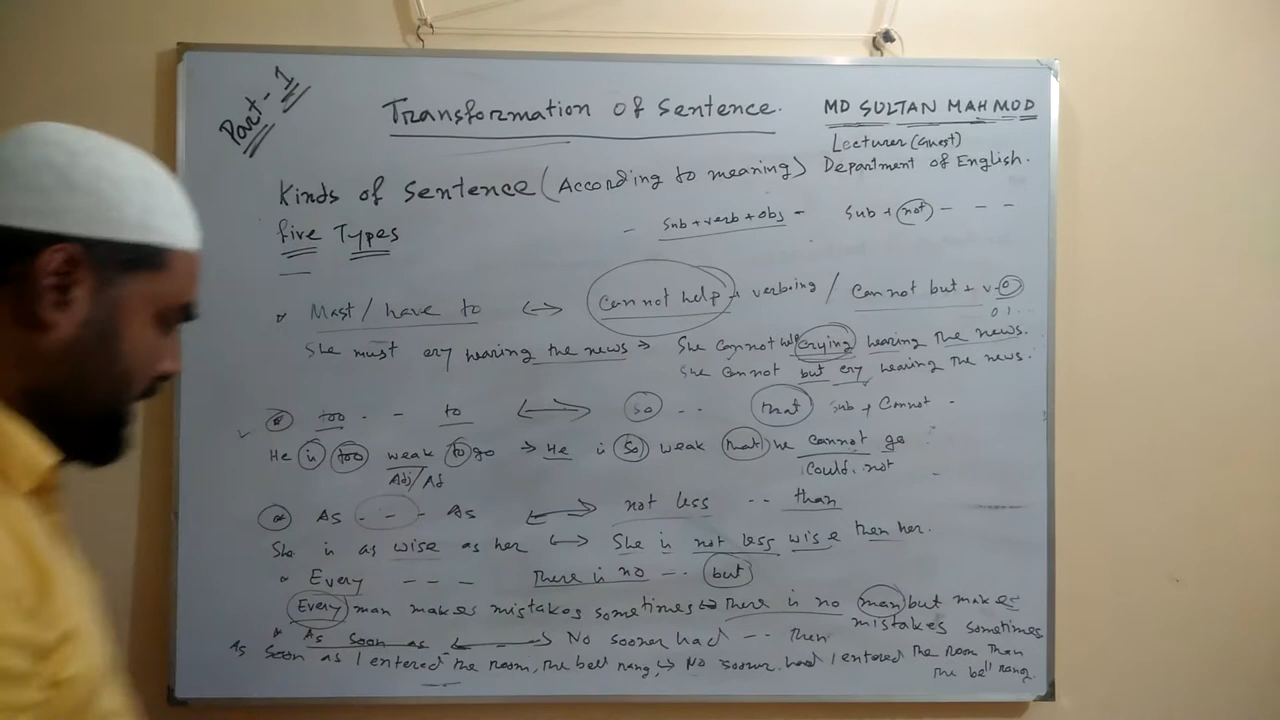 Part-1
Transformation of Sentence.
MD SULTAN MAHMOD
Lecturer (Guest)
Department of English.
Kinds of Sentence (According to meaning)
five Types
- Sub + verb + obj -
Sub + not - - -
Mast / have to ↔ Cannot help + verb+ing / Cannot but + v-
She must cry hearing the news → She cannot help crying hearing the news.
She cannot but cry hearing the news.
too - - to ↔ so - - that sub + Cannot -
He is too weak to go → He is so weak that he cannot go
Adj/Ad
Could not
As - - - As ↔ not less - - than
She is as wise as her ↔ She is not less wise then her.
Every - - - There is no - - but
Every man makes mistakes sometimes ↔ There is no man but makes
mistakes sometimes
As soon as ↔ No sooner had - - then
As soon as I entered the room, the bell rang, → No sooner had I entered the room than
the bell rang.